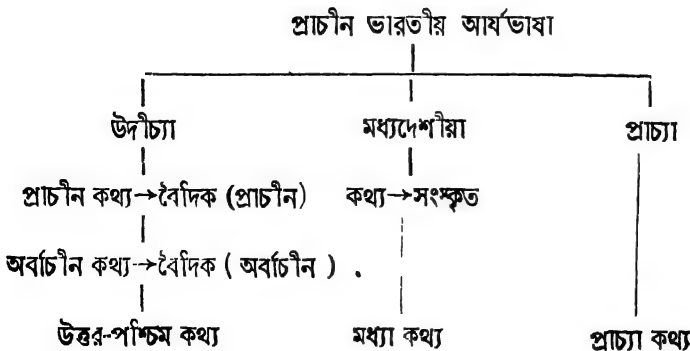 প্রাচীন ভারতীয় আর্যভাষা
উদীচ্যা মধ্যদেশীয়া প্রাচ্যা
প্রাচীন কথ্য→বৈদিক (প্রাচীন) কথ্য→সংস্কৃত
অর্বাচীন কথ্য→বৈদিক ( অর্বাচীন ) .
উত্তর-পশ্চিম কথ্য মধ্যা কথ্য প্রাচ্যা কথ্য